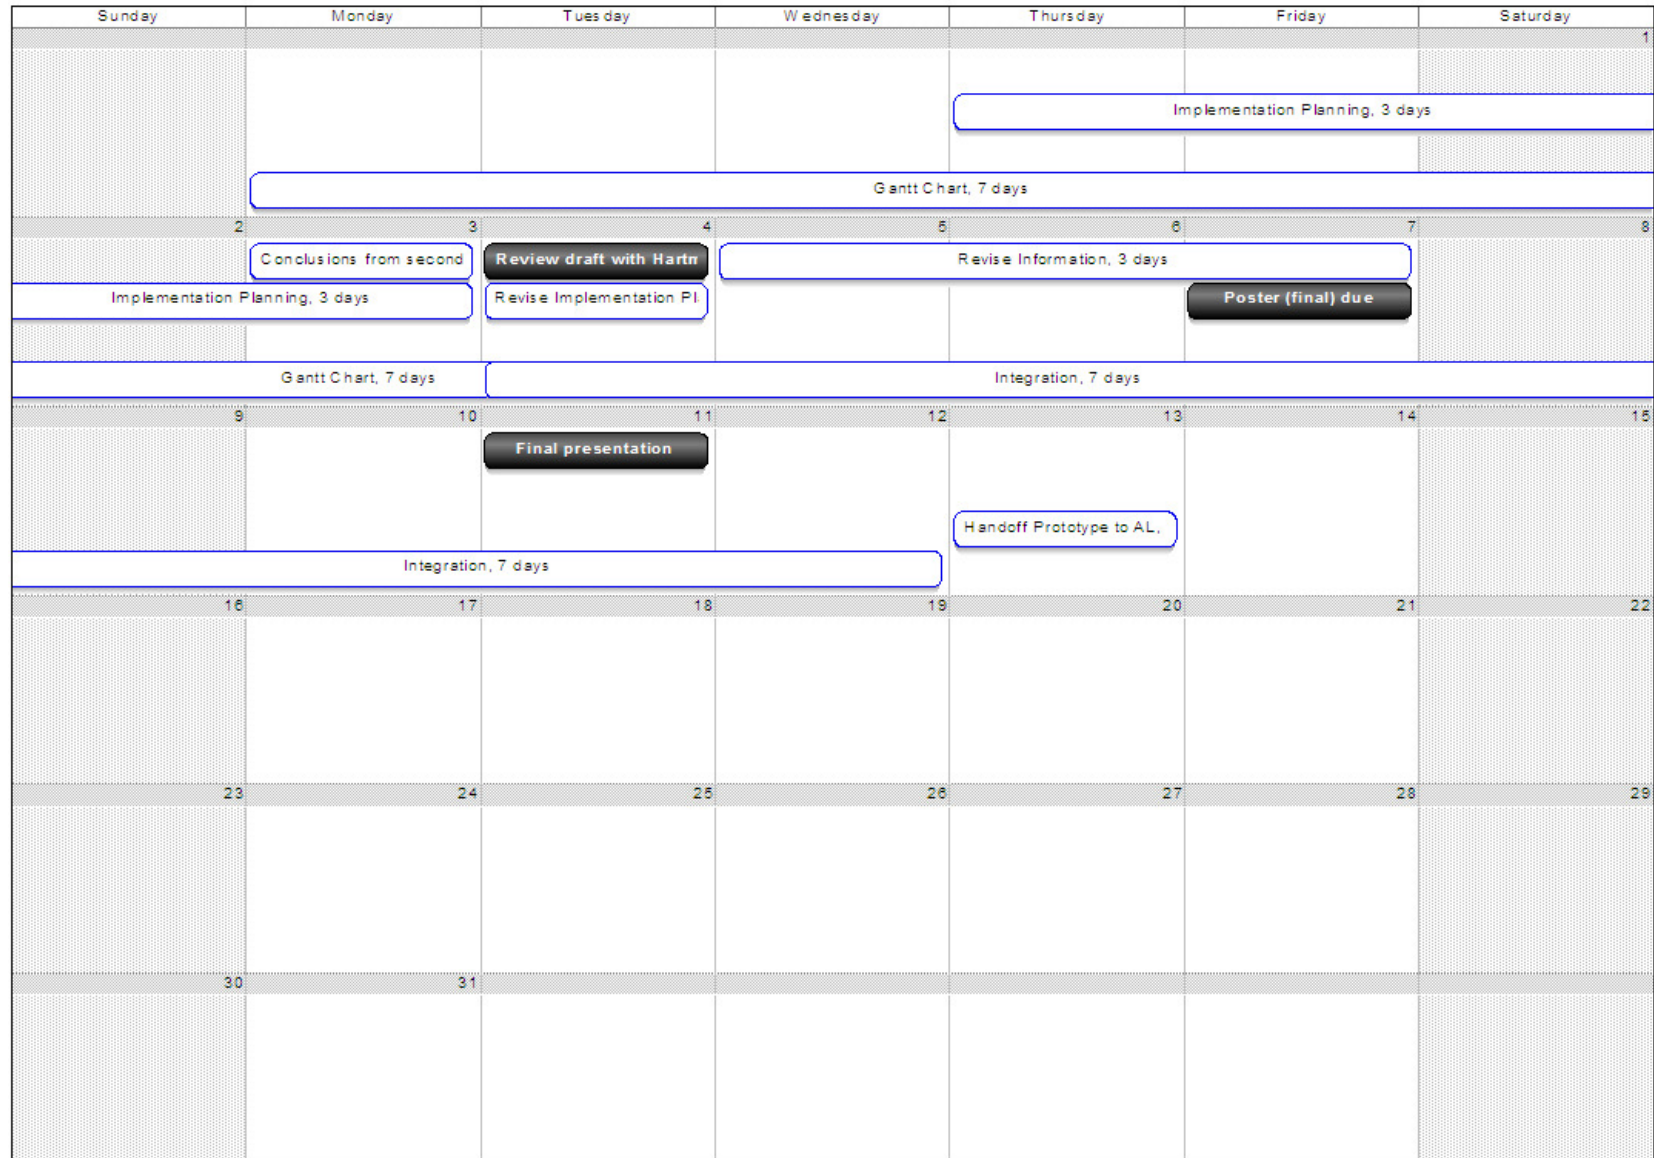 Sunday Monday Tuesday Wednesday Thursday Friday Saturday
1
Implementation Planning, 3 days
Gantt Chart, 7 days
2 3 4 5 6 7 8
Conclusions from second Review draft with Hartm Revise Information, 3 days
Implementation Planning, 3 days Revise Implementation Pl Poster (final) due
Gantt Chart, 7 days Integration, 7 days
9 10 11 12 13 14 15
Final presentation
Handoff Prototype to AL,
Integration, 7 days
16 17 18 19 20 21 22
23 24 25 26 27 28 29
30 31